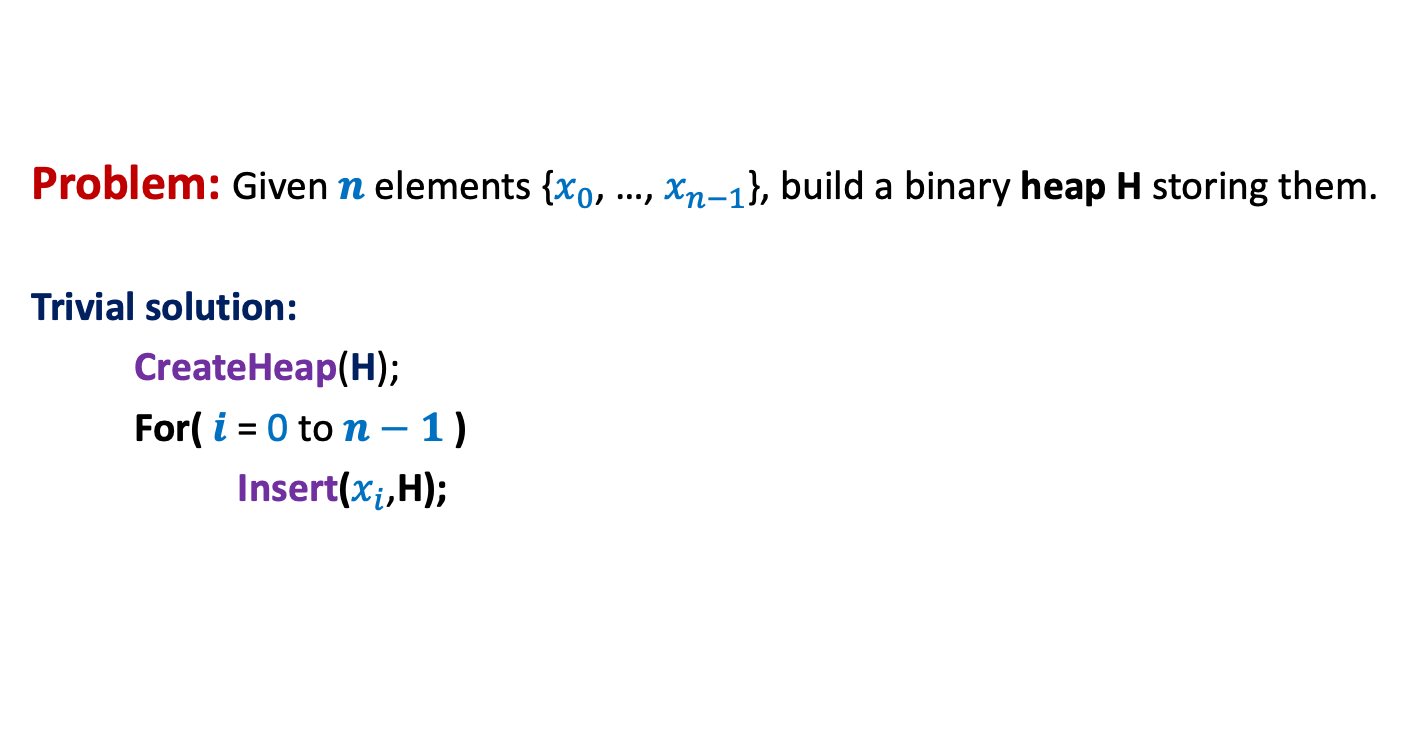 Problem: Given n elements {x₀, …, xₙ₋₁}, build a binary heap H storing them.
Trivial solution:
CreateHeap(H);
For( i = 0 to n − 1 )
Insert(xᵢ,H);